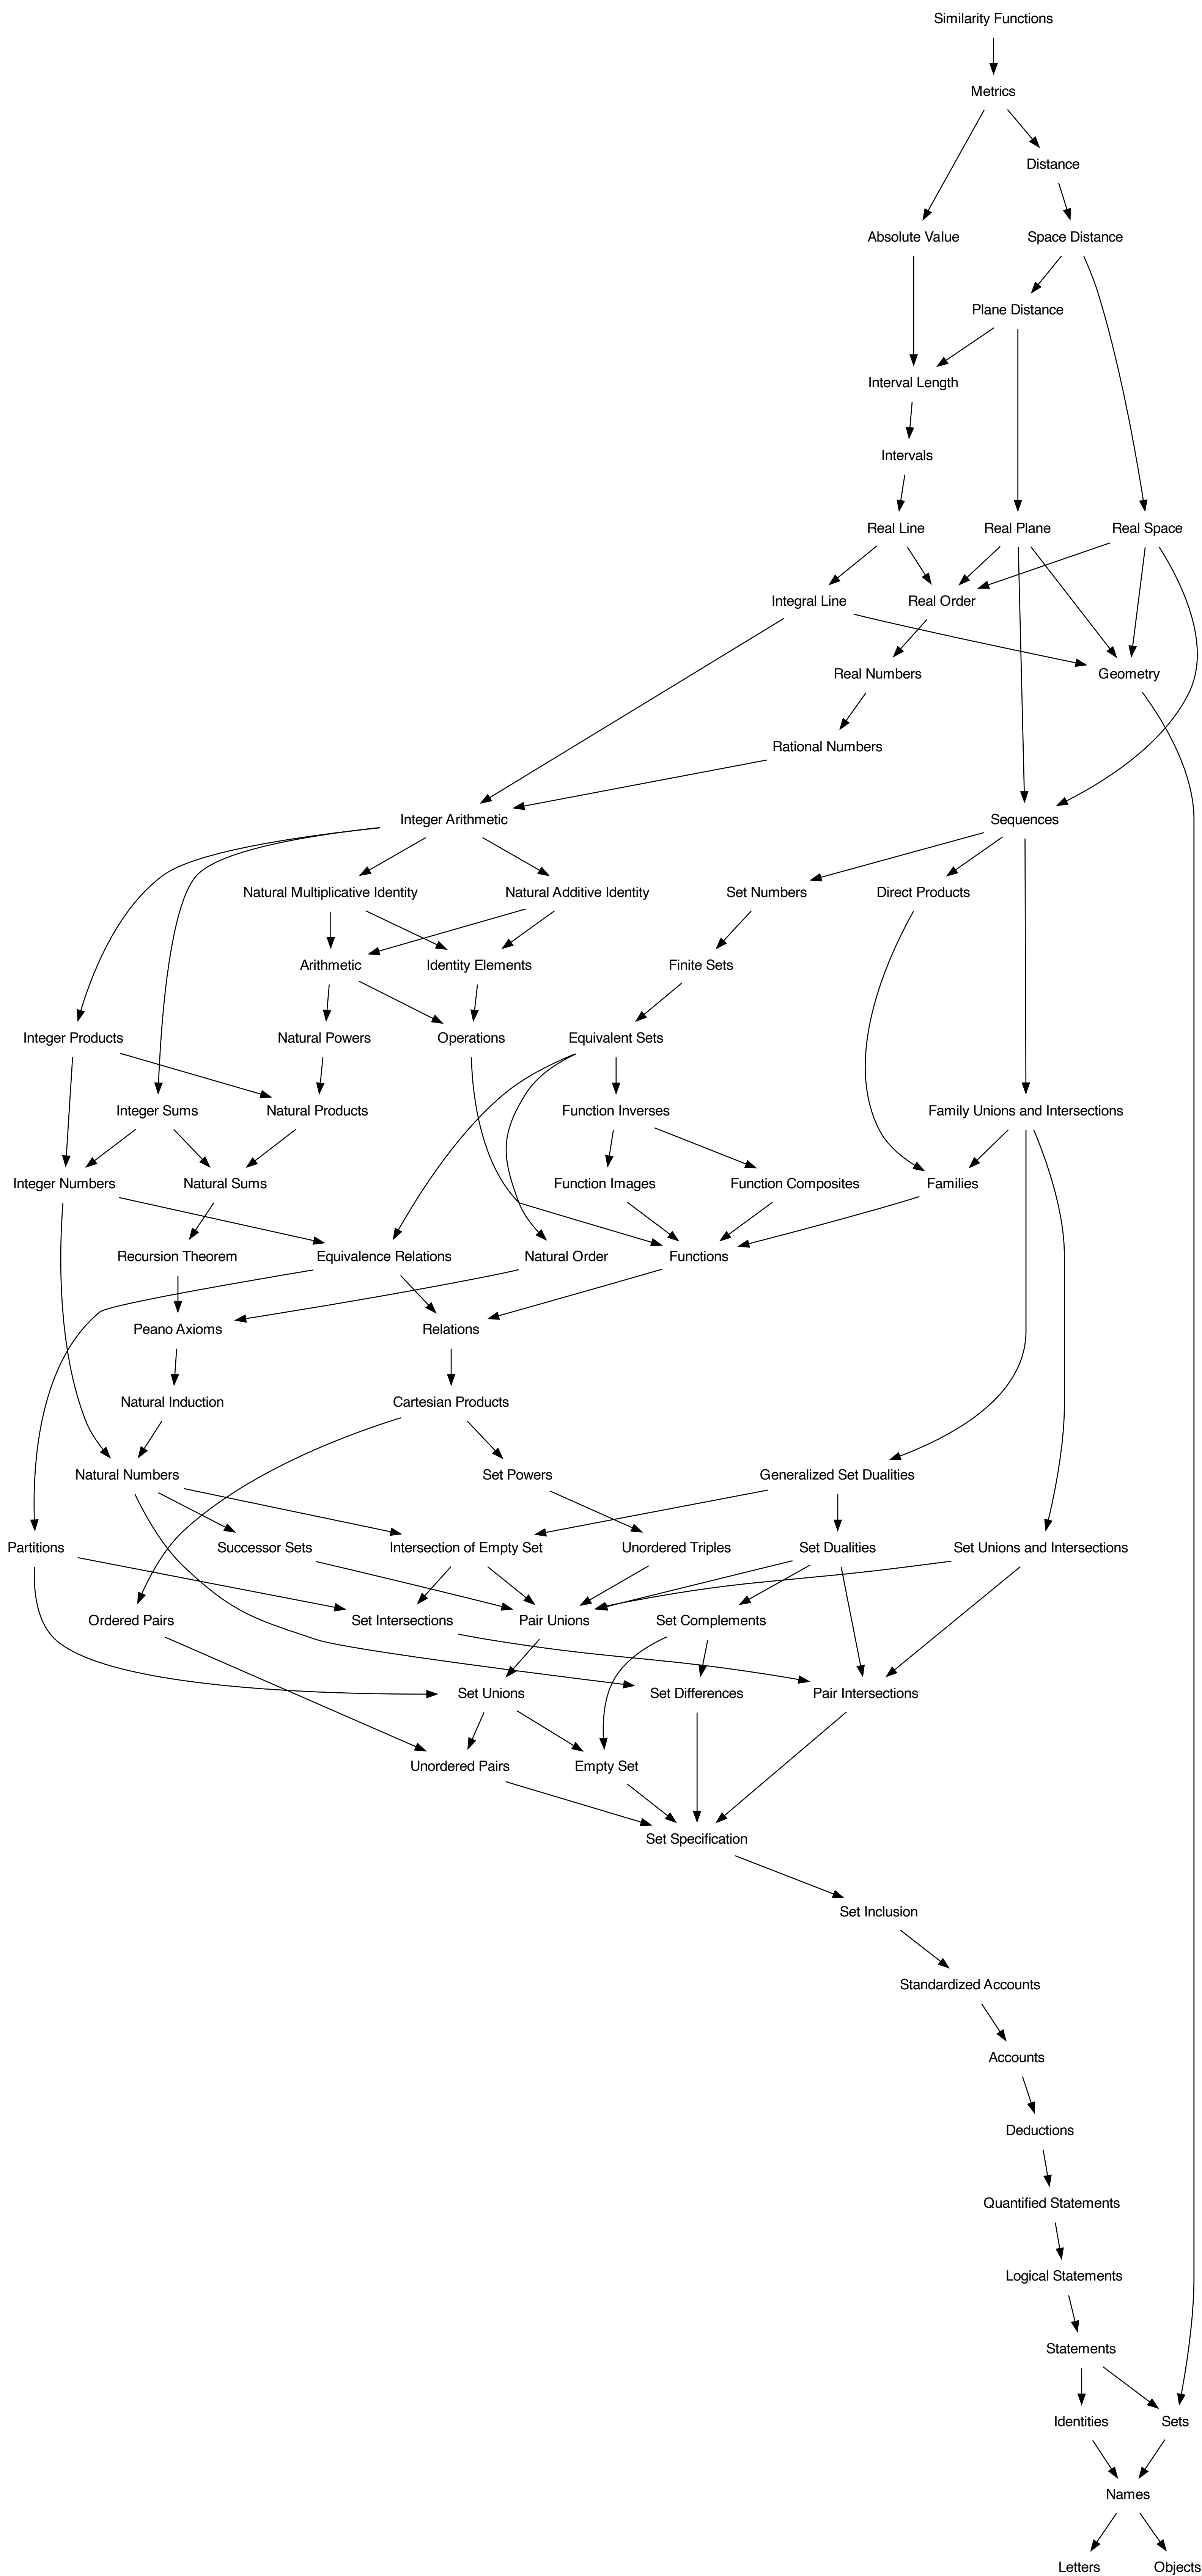 Similarity Functions
Metrics
Distance
Absolute Value
Space Distance
Plane Distance
Interval Length
Intervals
Real Line
Real Plane
Real Space
Integral Line
Real Order
Real Numbers
Geometry
Rational Numbers
Integer Arithmetic
Sequences
Natural Multiplicative Identity
Natural Additive Identity
Set Numbers
Direct Products
Arithmetic
Identity Elements
Finite Sets
Integer Products
Natural Powers
Operations
Equivalent Sets
Integer Sums
Natural Products
Function Inverses
Family Unions and Intersections
Integer Numbers
Natural Sums
Function Images
Function Composites
Families
Recursion Theorem
Equivalence Relations
Natural Order
Functions
Peano Axioms
Relations
Natural Induction
Cartesian Products
Natural Numbers
Set Powers
Generalized Set Dualities
Partitions
Successor Sets
Intersection of Empty Set
Unordered Triples
Set Dualities
Set Unions and Intersections
Ordered Pairs
Set Intersections
Pair Unions
Set Complements
Set Unions
Set Differences
Pair Intersections
Unordered Pairs
Empty Set
Set Specification
Set Inclusion
Standardized Accounts
Accounts
Deductions
Quantified Statements
Logical Statements
Statements
Identities
Sets
Names
Letters
Objects